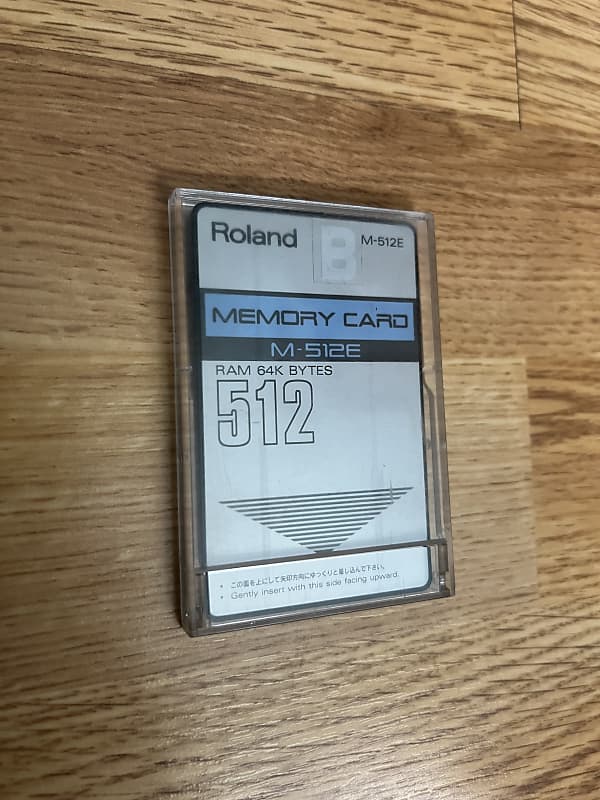 Roland B M-512E
MEMORY CARD
M-512E
RAM 64K BYTES
512
• この面を上にして矢印方向にゆっくりと差し込んで下さい。
• Gently insert with this side facing upward.